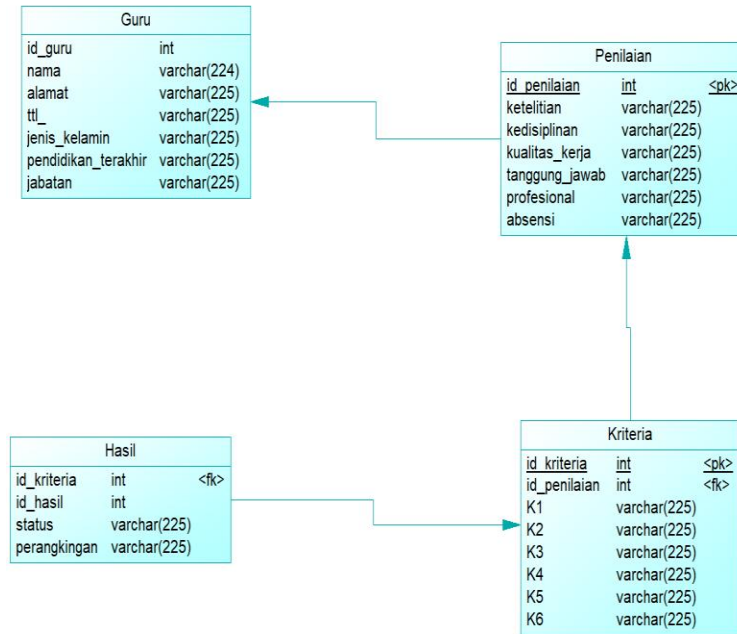 Guru
id_guru int
nama varchar(224)
alamat varchar(225)
ttl_ varchar(225)
jenis_kelamin varchar(225)
pendidikan_terakhir varchar(225)
jabatan varchar(225)
Penilaian
id_penilaian int <pk>
ketelitian varchar(225)
kedisiplinan varchar(225)
kualitas_kerja varchar(225)
tanggung_jawab varchar(225)
profesional varchar(225)
absensi varchar(225)
Hasil
id_kriteria int <fk>
id_hasil int
status varchar(225)
perangkingan varchar(225)
Kriteria
id_kriteria int <pk>
id_penilaian int <fk>
K1 varchar(225)
K2 varchar(225)
K3 varchar(225)
K4 varchar(225)
K5 varchar(225)
K6 varchar(225)